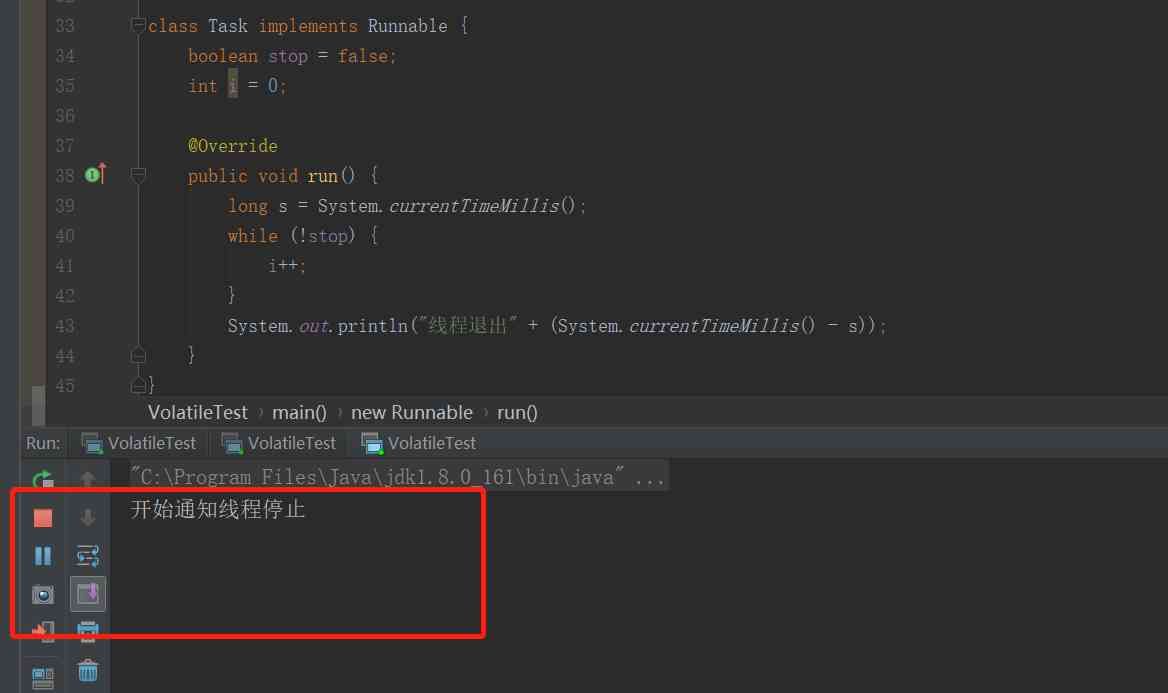 33 class Task implements Runnable {
34 boolean stop = false;
35 int i = 0;
36
37 @Override
38 public void run() {
39 long s = System.currentTimeMillis();
40 while (!stop) {
41 i++;
42 }
43 System.out.println("线程退出" + (System.currentTimeMillis() - s));
44 }
45 }
VolatileTest › main() › new Runnable › run()
Run: VolatileTest VolatileTest VolatileTest
"C:\Program Files\Java\jdk1.8.0_161\bin\java" ...
开始通知线程停止